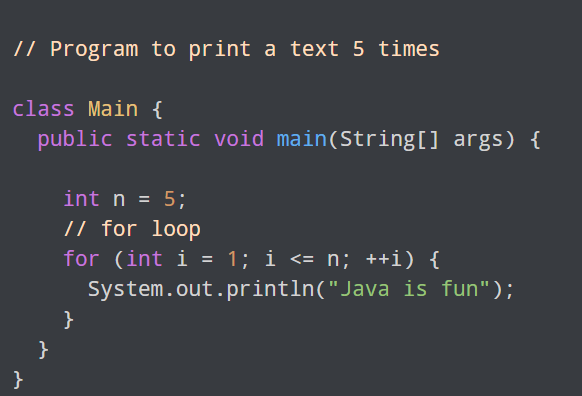 // Program to print a text 5 times
class Main {
public static void main(String[] args) {
int n = 5;
// for loop
for (int i = 1; i <= n; ++i) {
System.out.println("Java is fun");
}
}
}